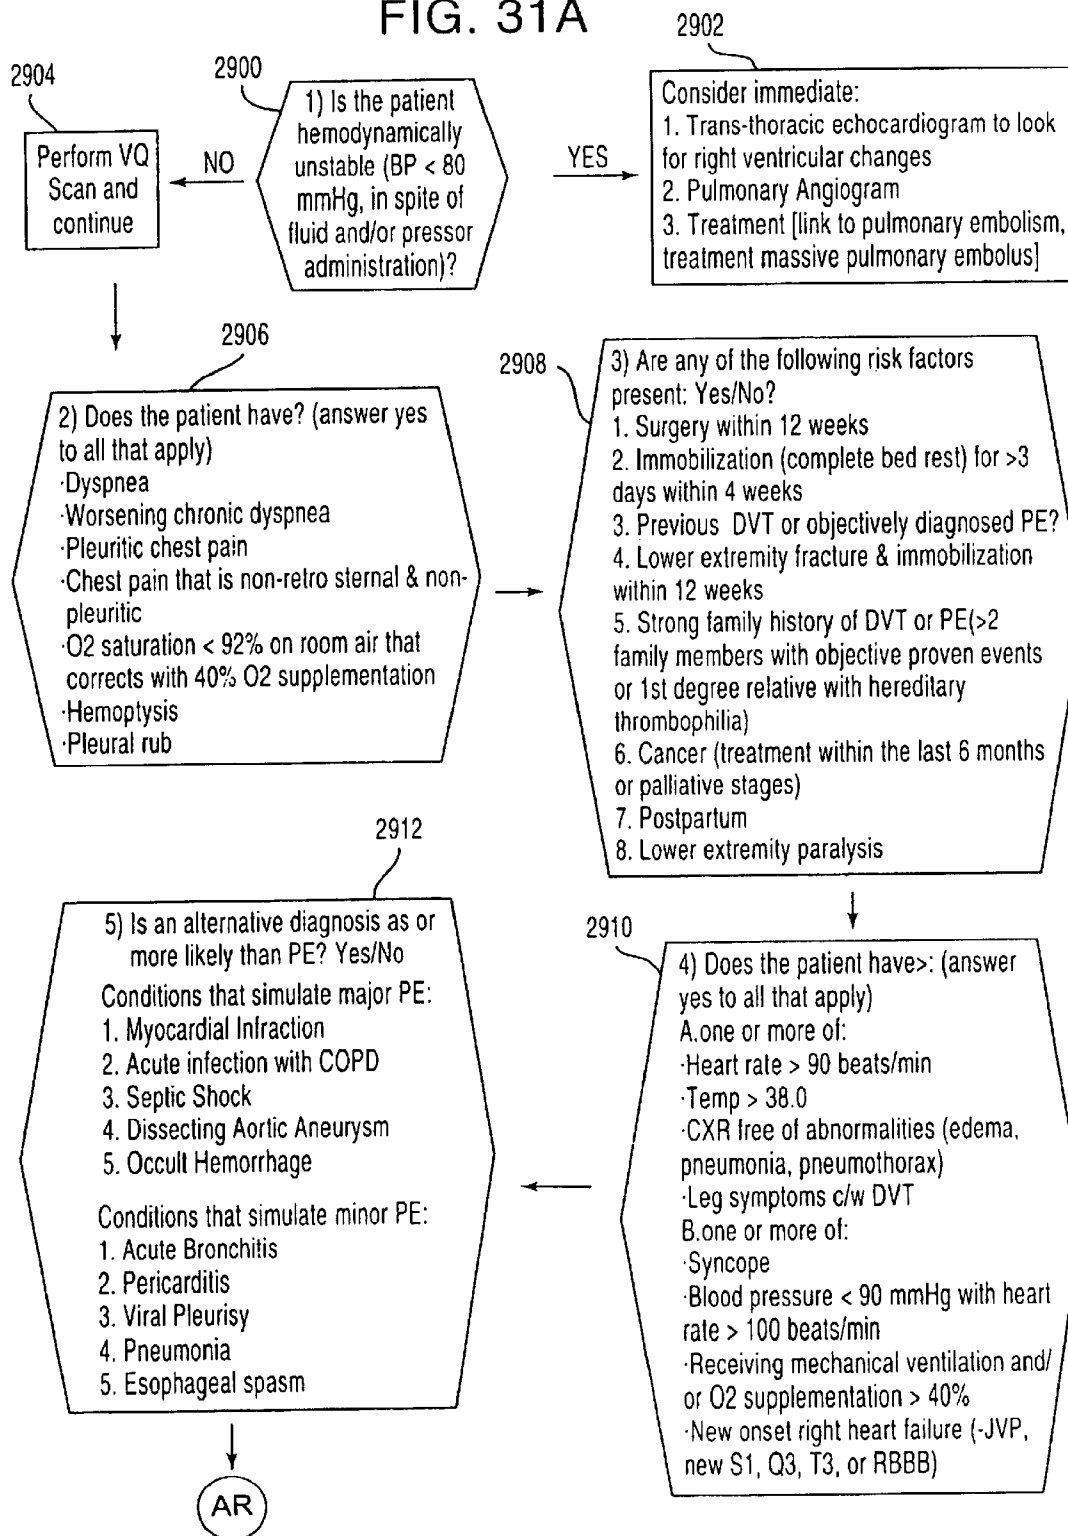 FIG. 31A
2904
2900
2902
Perform VQ
Scan and
continue
NO
1) Is the patient
hemodynamically
unstable (BP < 80
mmHg, in spite of
fluid and/or pressor
administration)?
YES
Consider immediate:
1. Trans-thoracic echocardiogram to look
for right ventricular changes
2. Pulmonary Angiogram
3. Treatment [link to pulmonary embolism,
treatment massive pulmonary embolus]
2906
2) Does the patient have? (answer yes
to all that apply)
·Dyspnea
·Worsening chronic dyspnea
·Pleuritic chest pain
·Chest pain that is non-retro sternal & non-
pleuritic
·O2 saturation < 92% on room air that
corrects with 40% O2 supplementation
·Hemoptysis
·Pleural rub
2908
3) Are any of the following risk factors
present: Yes/No?
1. Surgery within 12 weeks
2. Immobilization (complete bed rest) for >3
days within 4 weeks
3. Previous DVT or objectively diagnosed PE?
4. Lower extremity fracture & immobilization
within 12 weeks
5. Strong family history of DVT or PE(>2
family members with objective proven events
or 1st degree relative with hereditary
thrombophilia)
6. Cancer (treatment within the last 6 months
or palliative stages)
7. Postpartum
8. Lower extremity paralysis
2910
4) Does the patient have>: (answer
yes to all that apply)
A.one or more of:
·Heart rate > 90 beats/min
·Temp > 38.0
·CXR free of abnormalities (edema,
pneumonia, pneumothorax)
·Leg symptoms c/w DVT
B.one or more of:
·Syncope
·Blood pressure < 90 mmHg with heart
rate > 100 beats/min
·Receiving mechanical ventilation and/
or O2 supplementation > 40%
·New onset right heart failure (-JVP,
new S1, Q3, T3, or RBBB)
2912
5) Is an alternative diagnosis as or
more likely than PE? Yes/No
Conditions that simulate major PE:
1. Myocardial Infraction
2. Acute infection with COPD
3. Septic Shock
4. Dissecting Aortic Aneurysm
5. Occult Hemorrhage
Conditions that simulate minor PE:
1. Acute Bronchitis
2. Pericarditis
3. Viral Pleurisy
4. Pneumonia
5. Esophageal spasm
AR